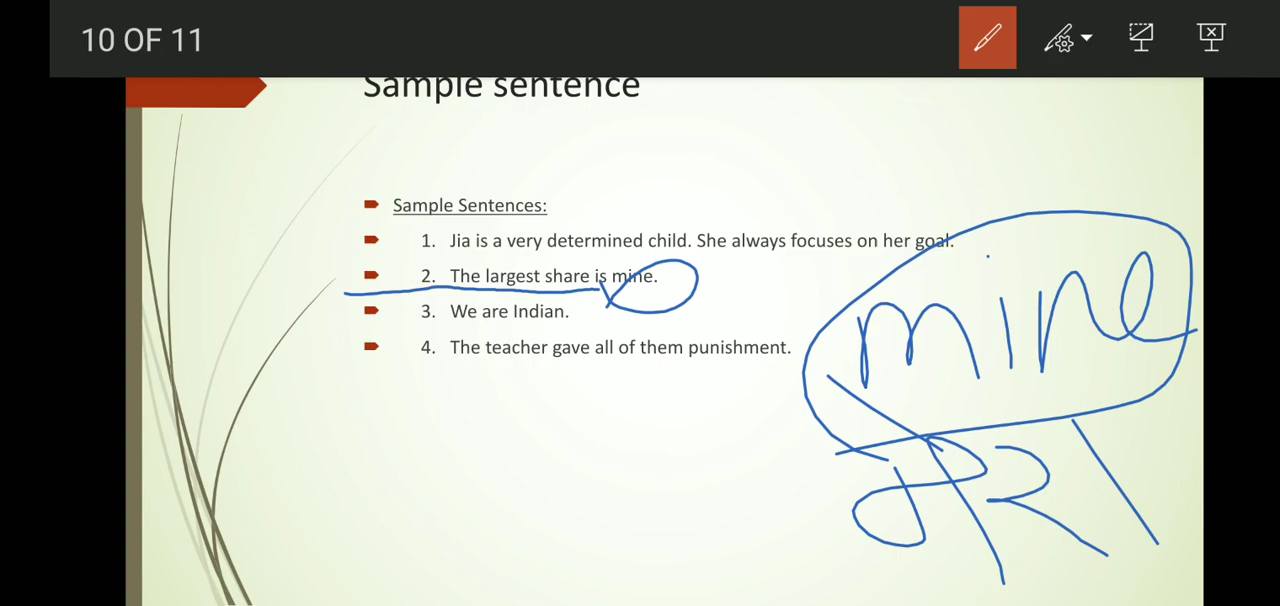 10 OF 11
Sample sentence
Sample Sentences:
1. Jia is a very determined child. She always focuses on her goal.
2. The largest share is mine.
3. We are Indian.
4. The teacher gave all of them punishment.
mine